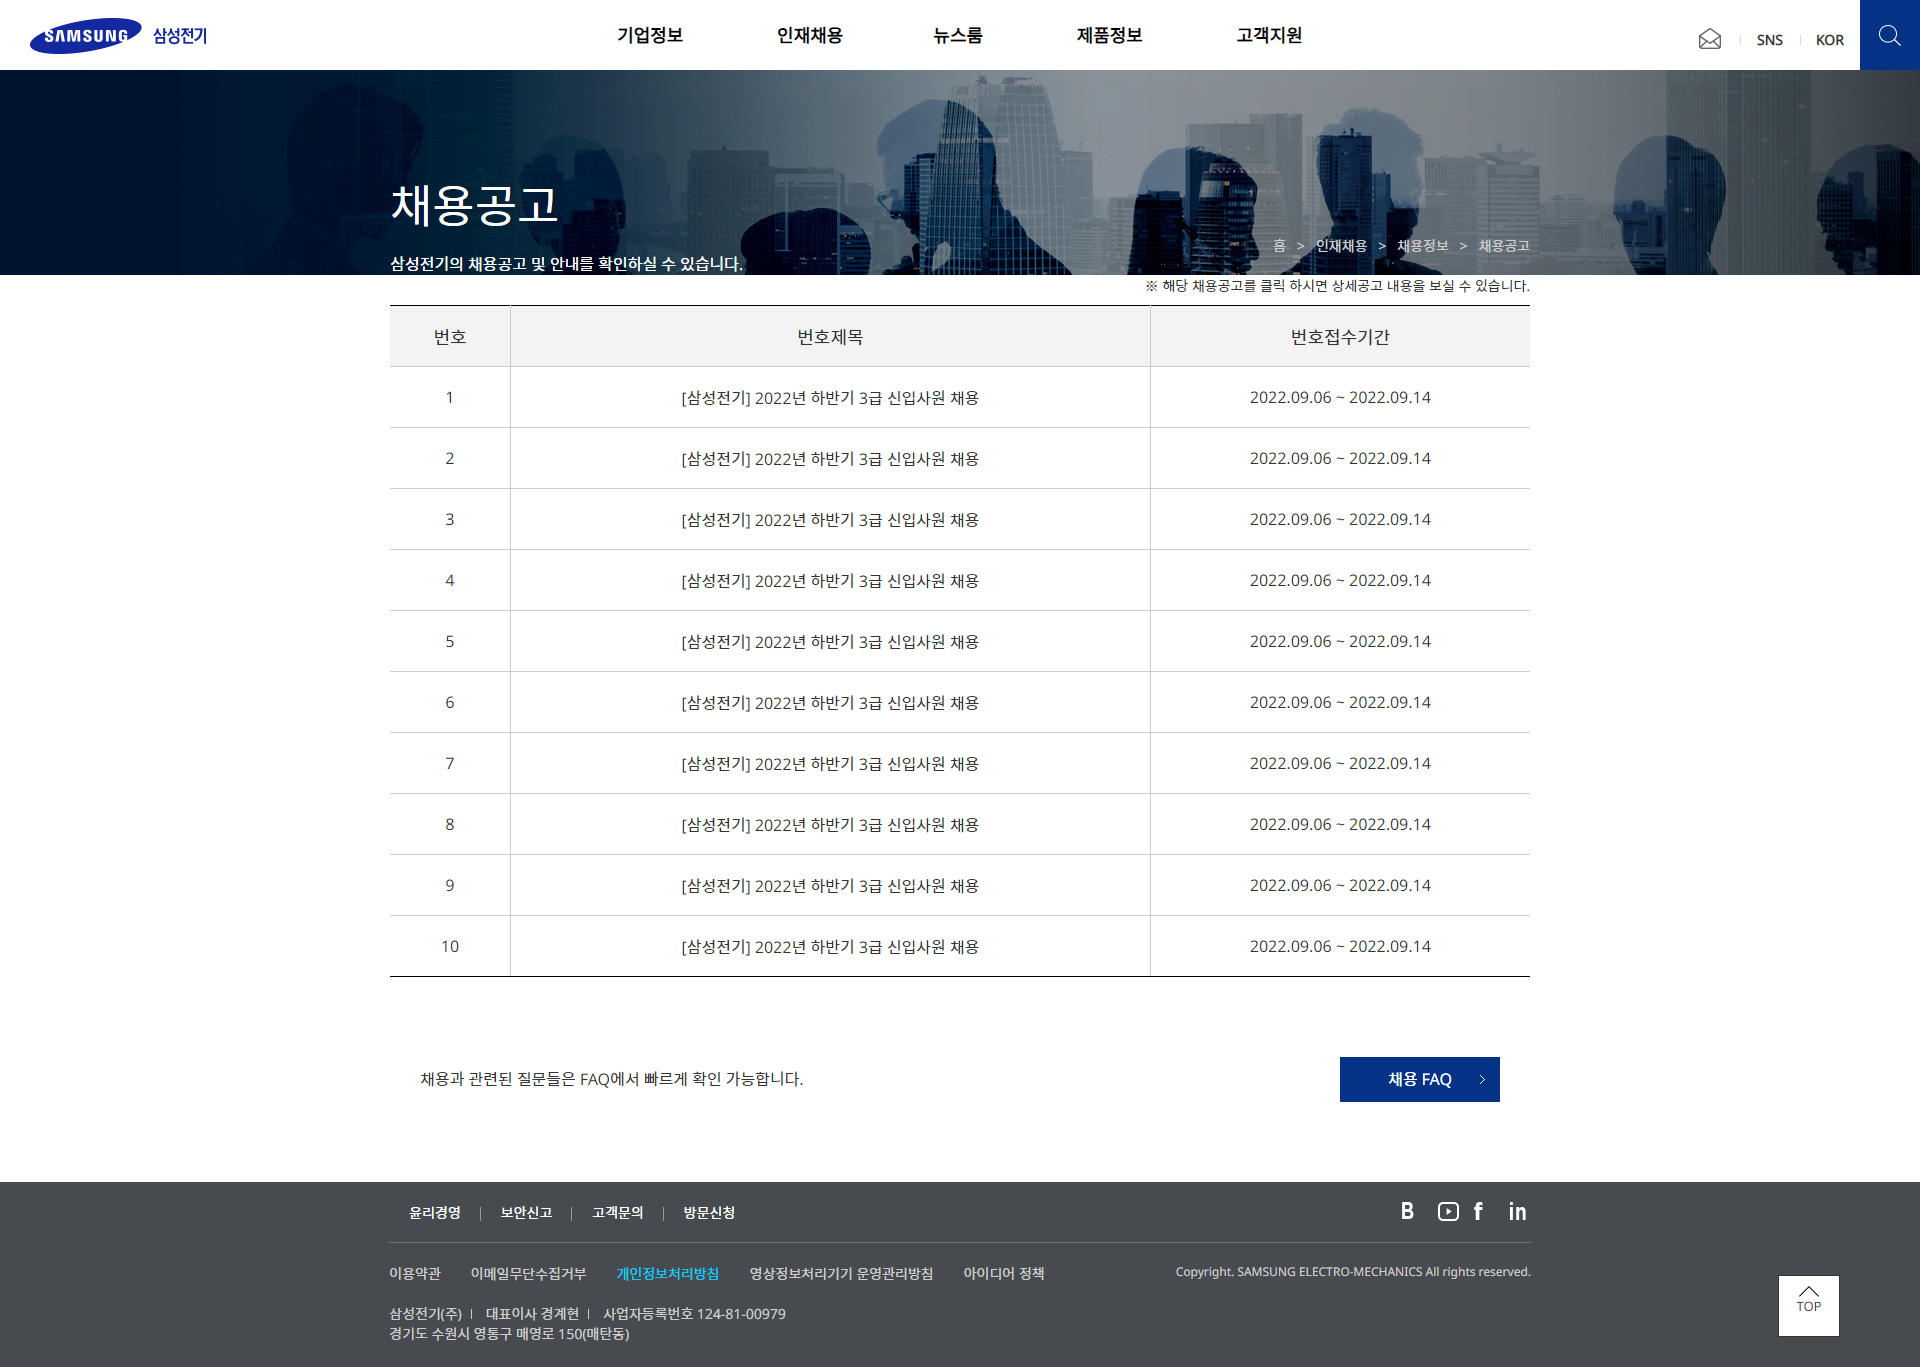 SAMSUNG 삼성전기
기업정보 인재채용 뉴스룸 제품정보 고객지원
SNS KOR
채용공고
홈 > 인재채용 > 채용정보 > 채용공고
삼성전기의 채용공고 및 안내를 확인하실 수 있습니다.
※ 해당 채용공고를 클릭 하시면 상세공고 내용을 보실 수 있습니다.
번호 번호제목 번호접수기간
1 [삼성전기] 2022년 하반기 3급 신입사원 채용 2022.09.06 ~ 2022.09.14
2 [삼성전기] 2022년 하반기 3급 신입사원 채용 2022.09.06 ~ 2022.09.14
3 [삼성전기] 2022년 하반기 3급 신입사원 채용 2022.09.06 ~ 2022.09.14
4 [삼성전기] 2022년 하반기 3급 신입사원 채용 2022.09.06 ~ 2022.09.14
5 [삼성전기] 2022년 하반기 3급 신입사원 채용 2022.09.06 ~ 2022.09.14
6 [삼성전기] 2022년 하반기 3급 신입사원 채용 2022.09.06 ~ 2022.09.14
7 [삼성전기] 2022년 하반기 3급 신입사원 채용 2022.09.06 ~ 2022.09.14
8 [삼성전기] 2022년 하반기 3급 신입사원 채용 2022.09.06 ~ 2022.09.14
9 [삼성전기] 2022년 하반기 3급 신입사원 채용 2022.09.06 ~ 2022.09.14
10 [삼성전기] 2022년 하반기 3급 신입사원 채용 2022.09.06 ~ 2022.09.14
채용과 관련된 질문들은 FAQ에서 빠르게 확인 가능합니다. 채용 FAQ
윤리경영 보안신고 고객문의 방문신청 B f in
이용약관 이메일무단수집거부 개인정보처리방침 영상정보처리기기 운영관리방침 아이디어 정책 Copyright. SAMSUNG ELECTRO-MECHANICS All rights reserved.
TOP
삼성전기(주) 대표이사 경계현 사업자등록번호 124-81-00979
경기도 수원시 영통구 매영로 150(매탄동)